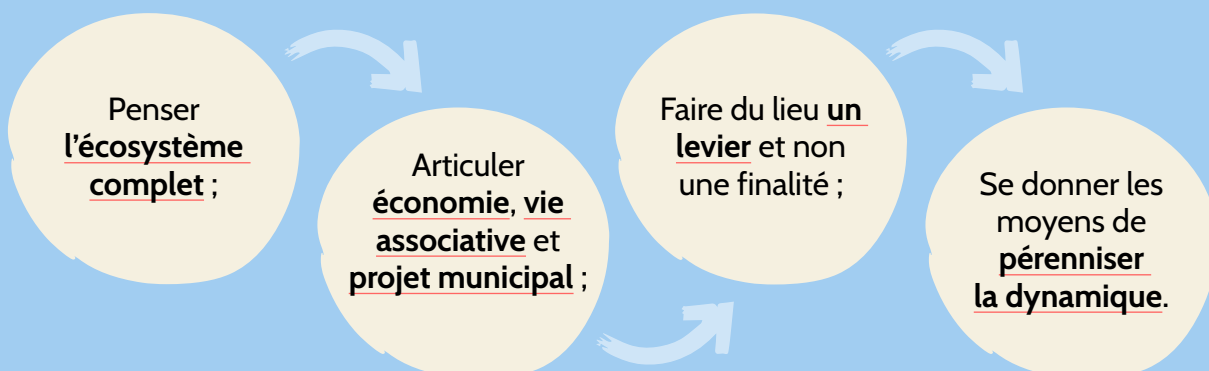 Penser
l’écosystème
complet ;
Articuler
économie, vie
associative et
projet municipal ;
Faire du lieu un
levier et non
une finalité ;
Se donner les
moyens de
pérenniser
la dynamique.